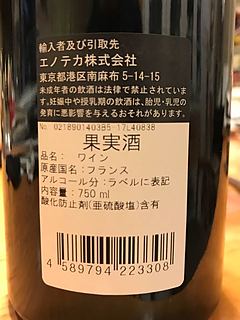 輸入者及び引取先
エノテカ株式会社
東京都港区南麻布 5-14-15
未成年者の飲酒は法律で禁止されていま
す。妊娠中や授乳期の飲酒は、胎児・乳児の
発育に悪影響を与えるおそれがあります。
No. 0218901403B5-17L40838
果実酒
品名: ワイン
原産国名:フランス
アルコール分:ラベルに表記
内容量:750 ml
酸化防止剤(亜硫酸塩)含有
4 589794 223308